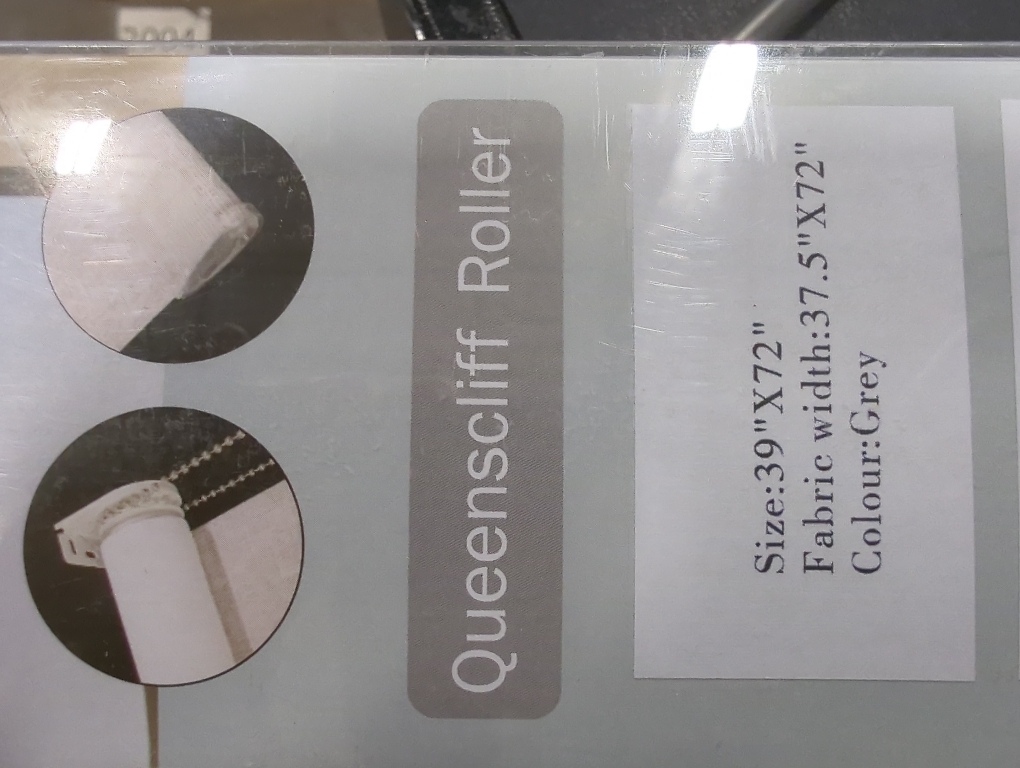 Queenscliff Roller
Size:39"X72"
Fabric width:37.5"X72"
Colour:Grey